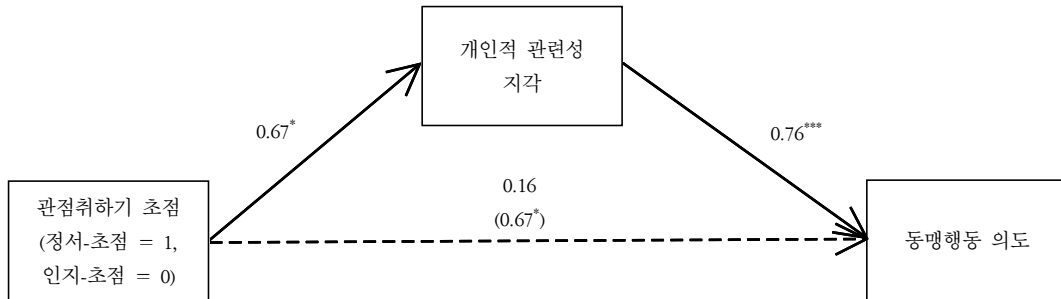 개인적 관련성
지각
0.67*
0.76***
0.16
(0.67*)
관점취하기 초점
(정서-초점 = 1,
인지-초점 = 0)
동맹행동 의도